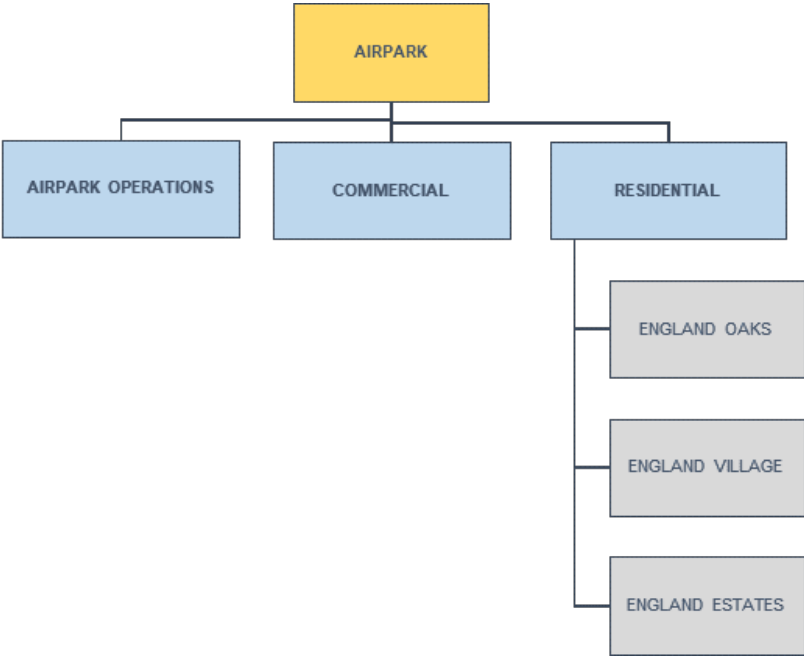 AIRPARK
AIRPARK OPERATIONS
COMMERCIAL
RESIDENTIAL
ENGLAND OAKS
ENGLAND VILLAGE
ENGLAND ESTATES